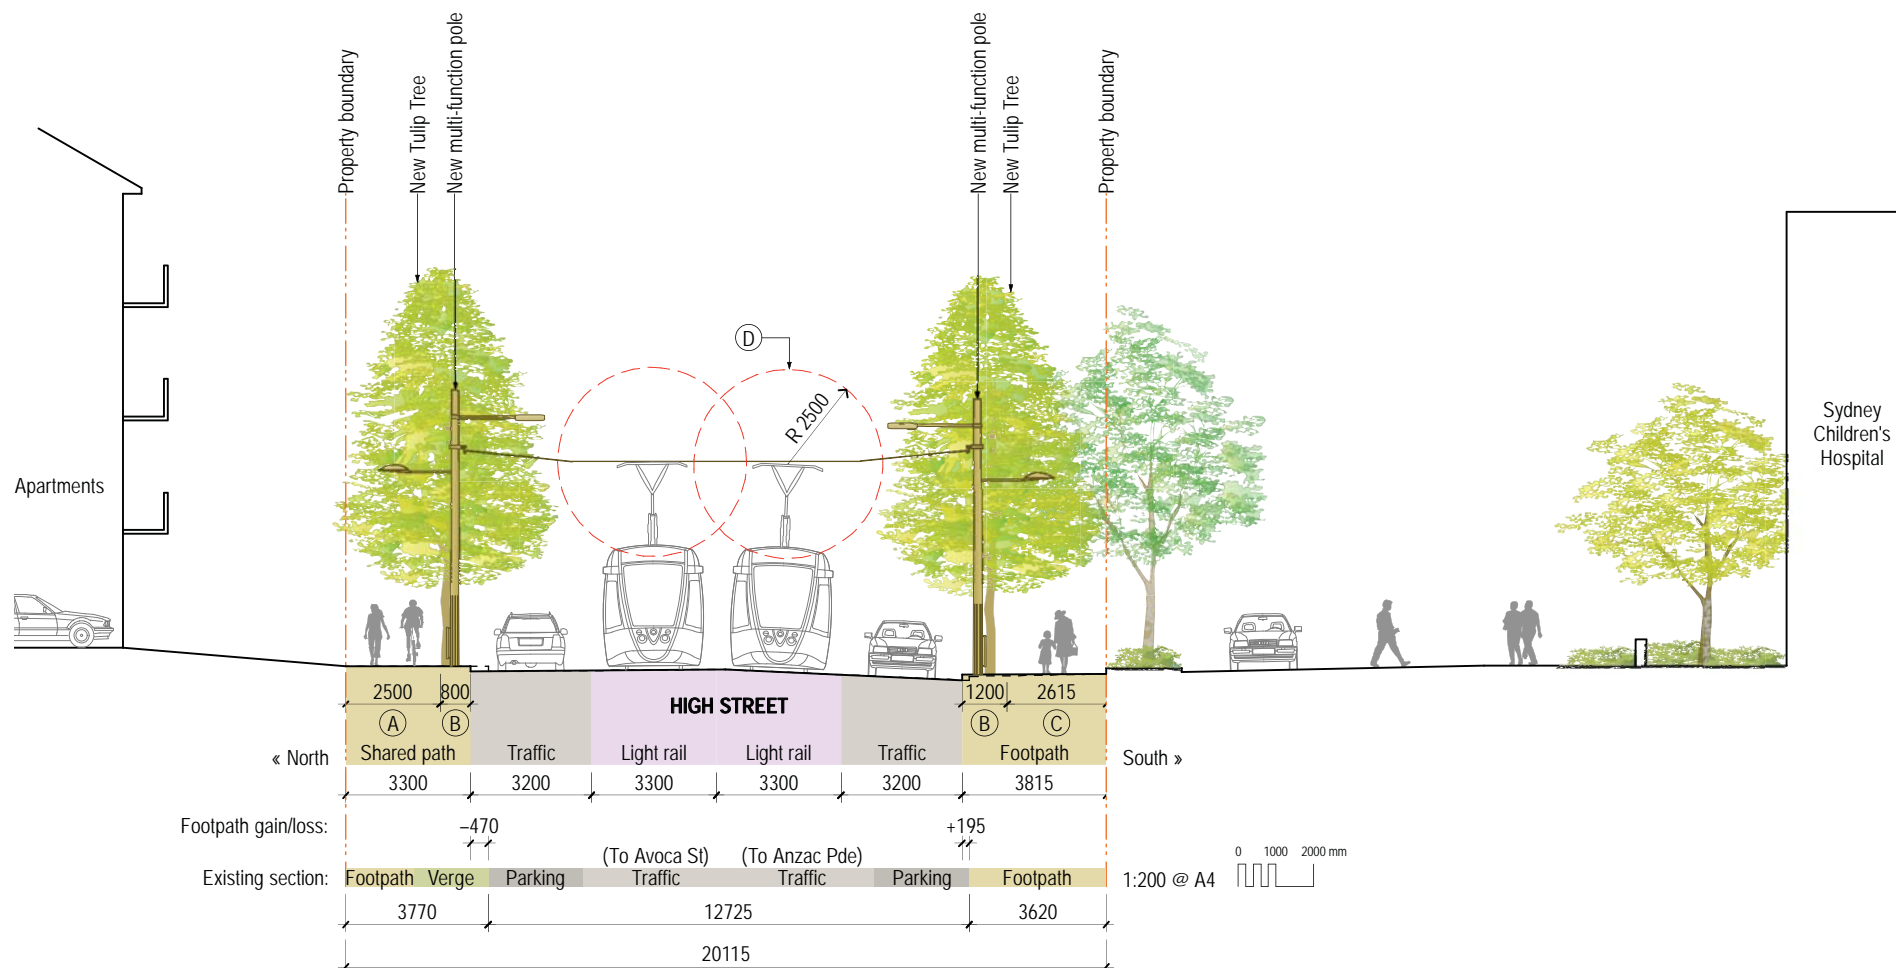 Property boundary
New Tulip Tree
New multi-function pole
New multi-function pole
New Tulip Tree
Property boundary
D
R 2500
Apartments
Sydney
Children's
Hospital
2500
800
1200
2615
HIGH STREET
A
B
B
C
« North
Shared path
Traffic
Light rail
Light rail
Traffic
Footpath
South »
3300
3200
3300
3300
3200
3815
Footpath gain/loss:
–470
+195
(To Avoca St)
(To Anzac Pde)
Existing section:
Footpath
Verge
Parking
Traffic
Traffic
Parking
Footpath
1:200 @ A4
0
1000
2000 mm
3770
12725
3620
20115